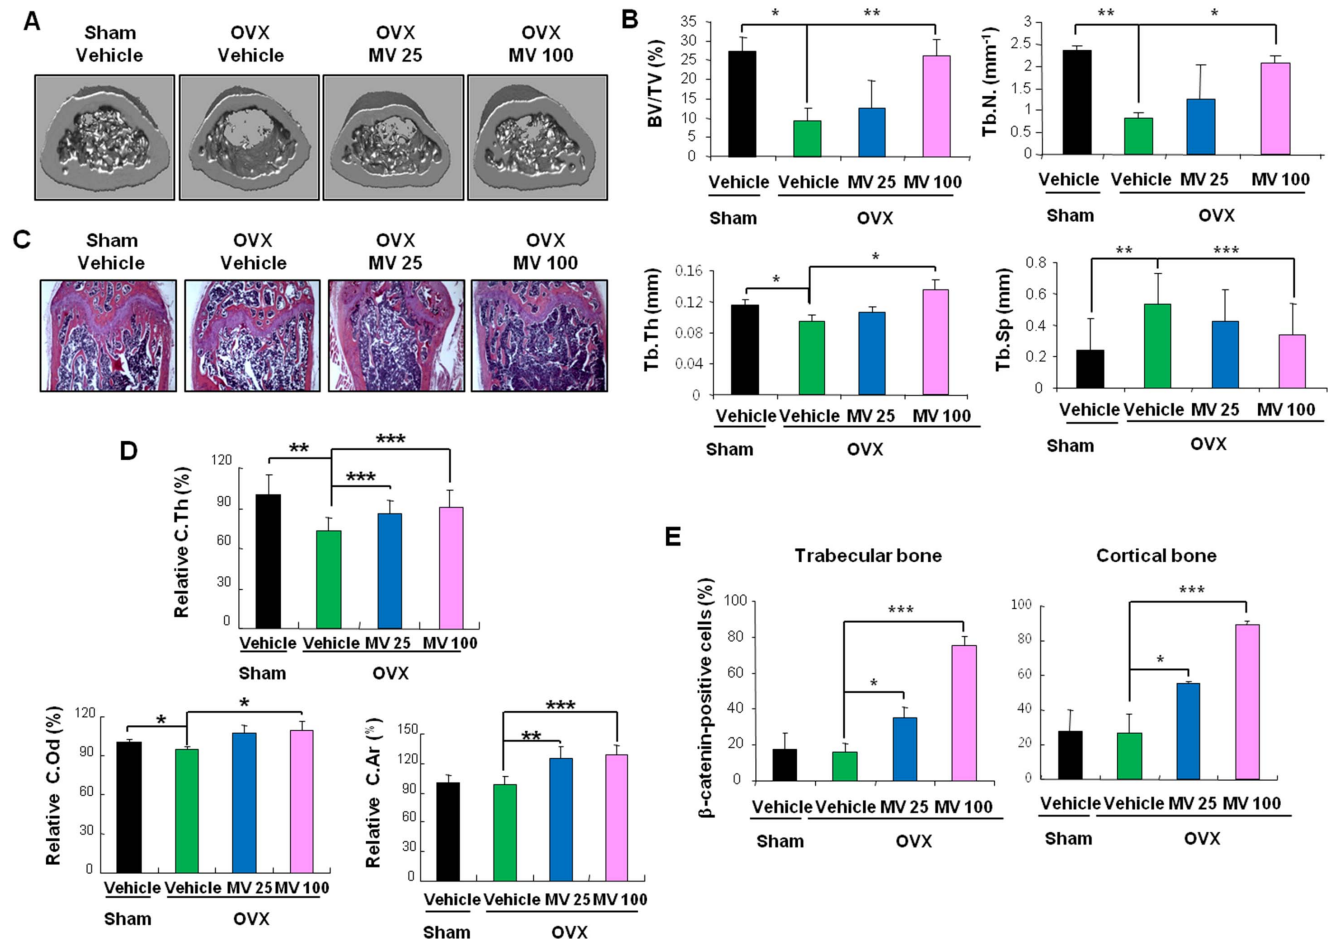 A
Sham Vehicle
OVX Vehicle
OVX MV 25
OVX MV 100
B
BV/TV (%)
35
30
25
20
15
10
5
0
* **
Vehicle Vehicle MV 25 MV 100
Sham OVX
Tb.N. (mm-1)
2.5
2
1.5
1
0.5
0
** *
Vehicle Vehicle MV 25 MV 100
Sham OVX
Tb.Th (mm)
0.16
0.12
0.08
0.04
0
* *
Vehicle Vehicle MV 25 MV 100
Sham OVX
Tb.Sp (mm)
0.8
0.6
0.4
0.2
0
** ***
Vehicle Vehicle MV 25 MV 100
Sham OVX
C
Sham Vehicle
OVX Vehicle
OVX MV 25
OVX MV 100
D
Relative C.Th (%)
120
90
60
30
0
** *** ***
Vehicle Vehicle MV 25 MV 100
Sham OVX
Relative C.Od (%)
120
90
60
30
0
* *
Vehicle Vehicle MV 25 MV 100
Sham OVX
Relative C.Ar (%)
150
120
90
60
30
0
** ***
Vehicle Vehicle MV 25 MV 100
Sham OVX
E
β-catenin-positive cells (%)
Trabecular bone
100
80
60
40
20
0
* ***
Vehicle Vehicle MV 25 MV 100
Sham OVX
Cortical bone
100
80
60
40
20
0
* ***
Vehicle Vehicle MV 25 MV 100
Sham OVX